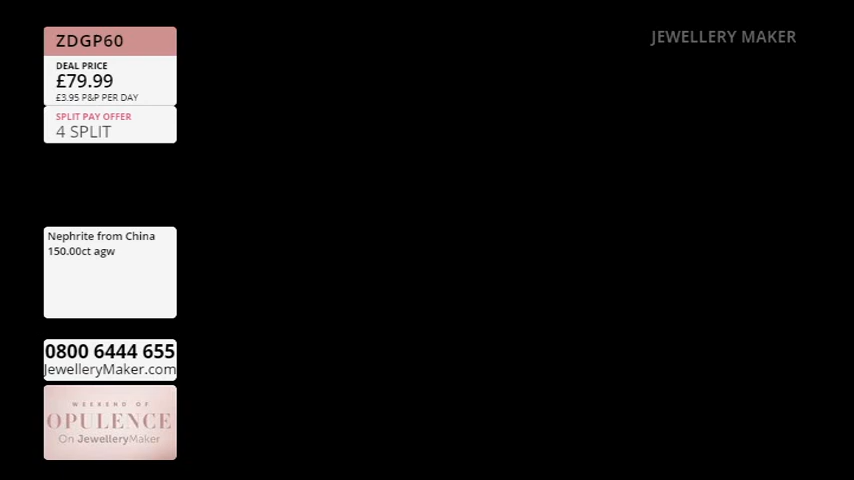 ZDGP60
DEAL PRICE
£79.99
£3.95 P&P PER DAY
SPLIT PAY OFFER
4 SPLIT
JEWELLERY MAKER
Nephrite from China
150.00ct agw
0800 6444 655
JewelleryMaker.com
WEEKEND OF
OPULENCE
On JewelleryMaker